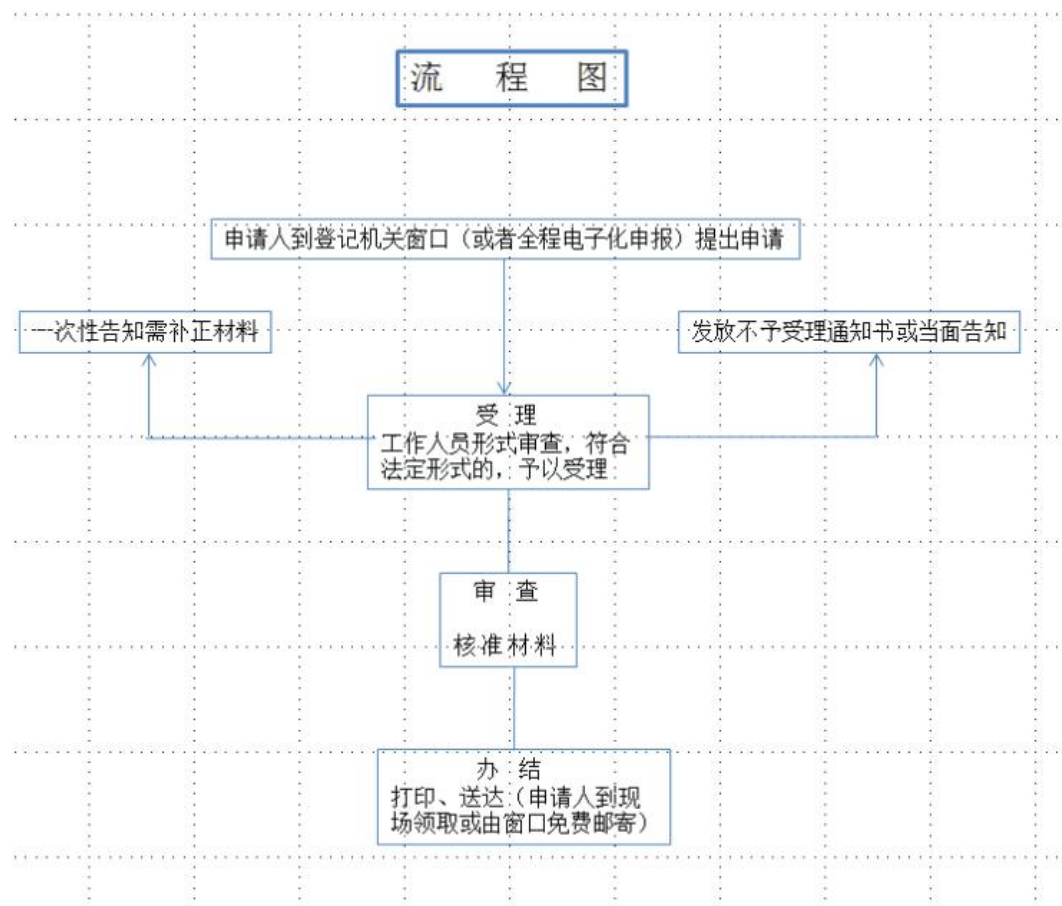 流 程 图
申请人到登记机关窗口（或者全程电子化申报）提出申请
一次性告知需补正材料
发放不予受理通知书或当面告知
受 理
工作人员形式审查，符合
法定形式的，予以受理
审 查
核准材料
办 结
打印、送达（申请人到现
场领取或由窗口免费邮寄）